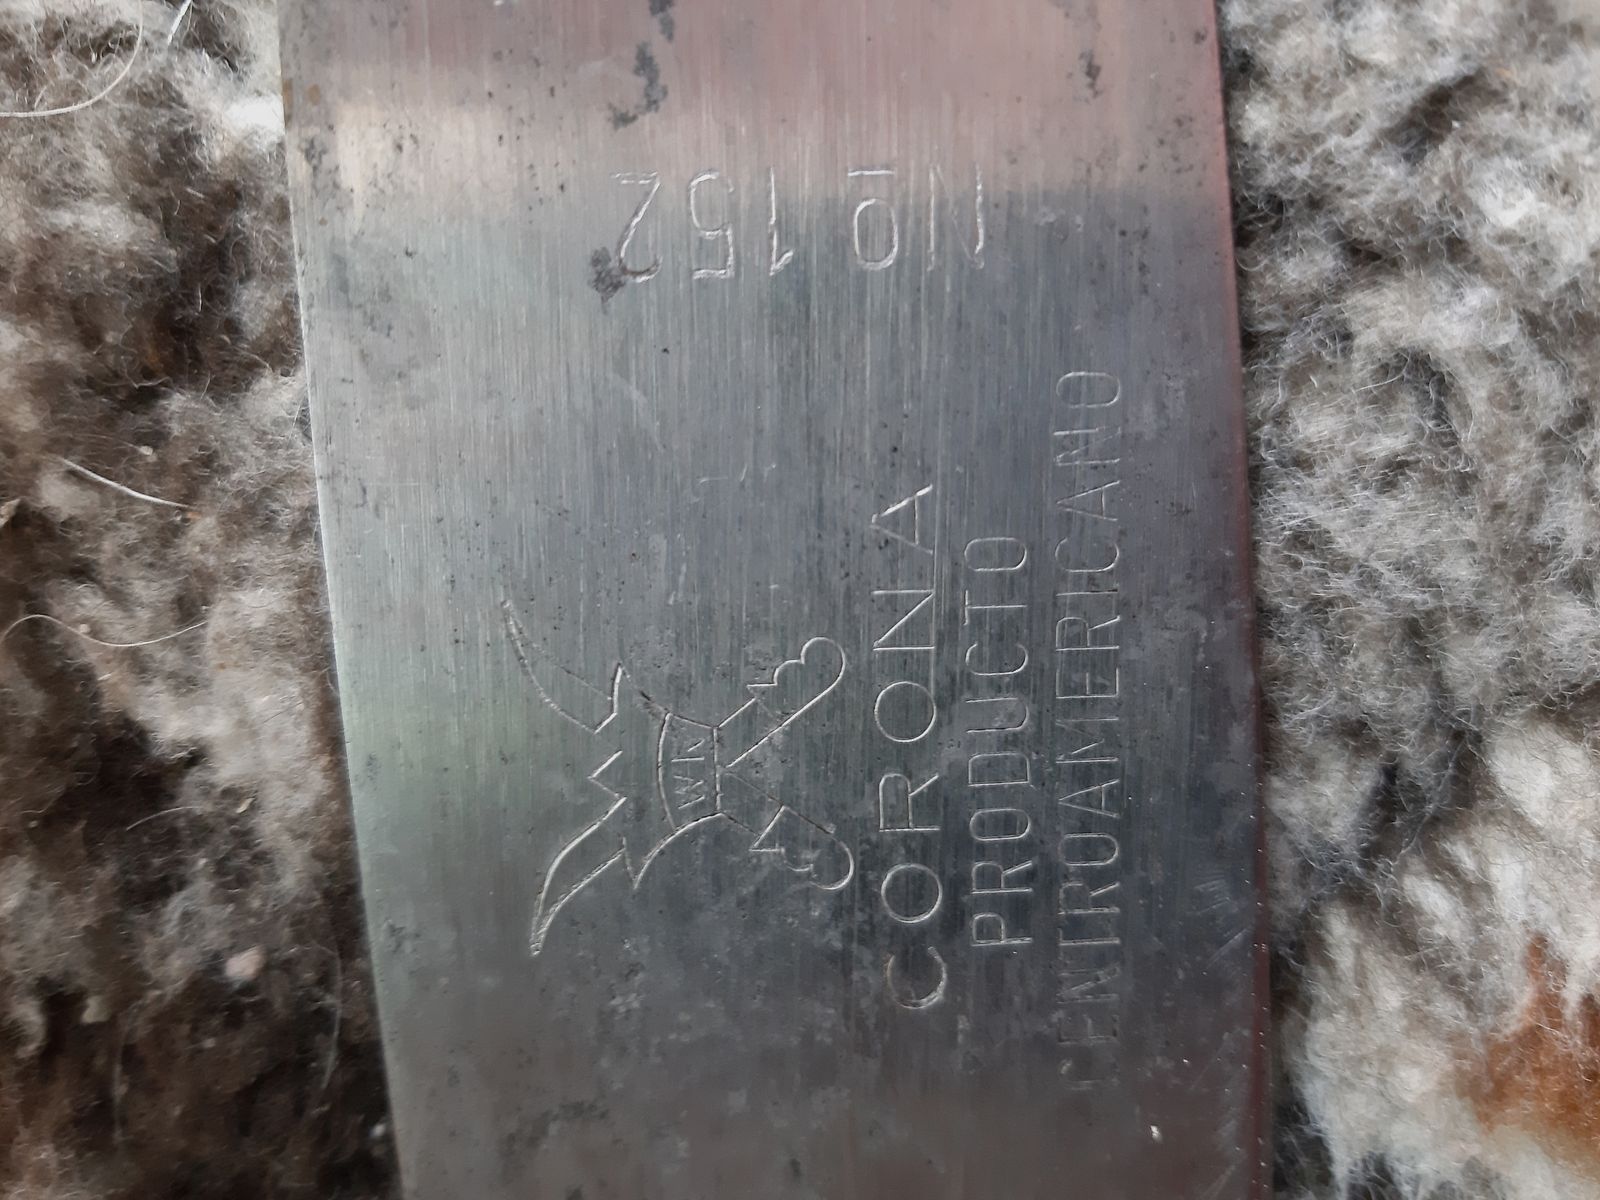 No 152
CORONA
PRODUCTO
CENTROAMERICANO